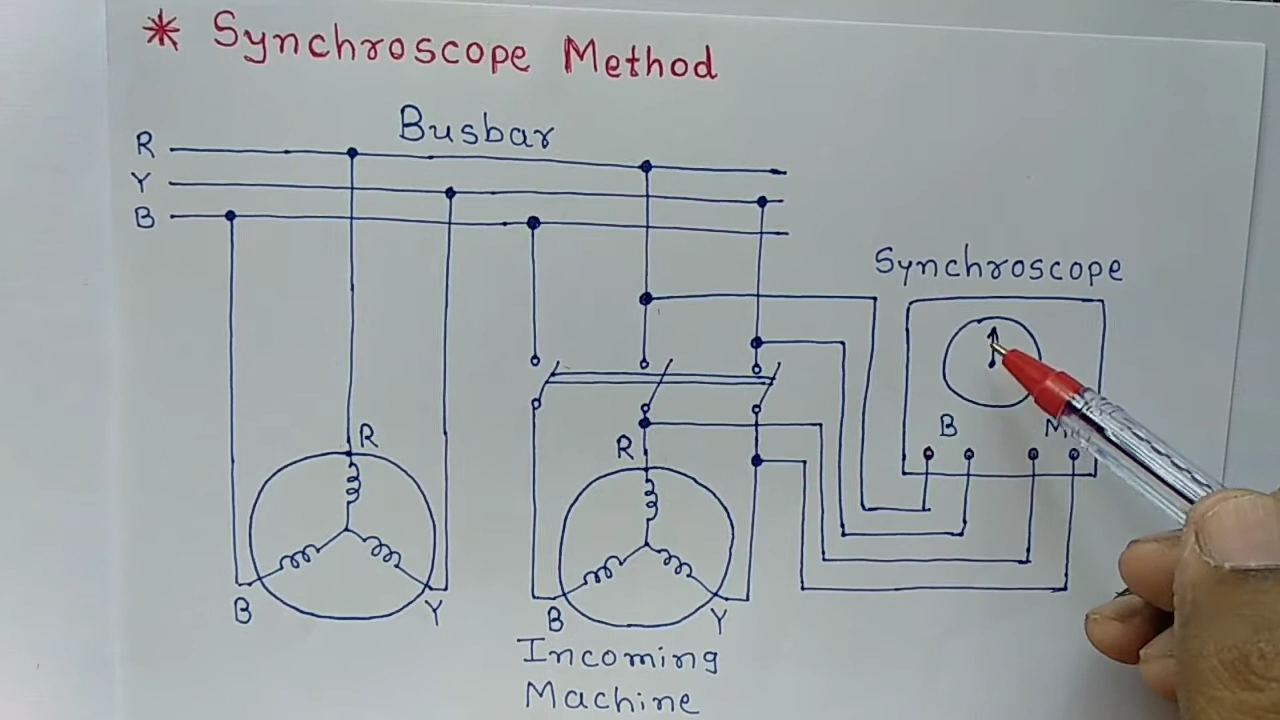 * Synchroscope Method
Busbar
R
Y
B
Synchroscope
B
R
R
B
Y
B
Y
Incoming
Machine